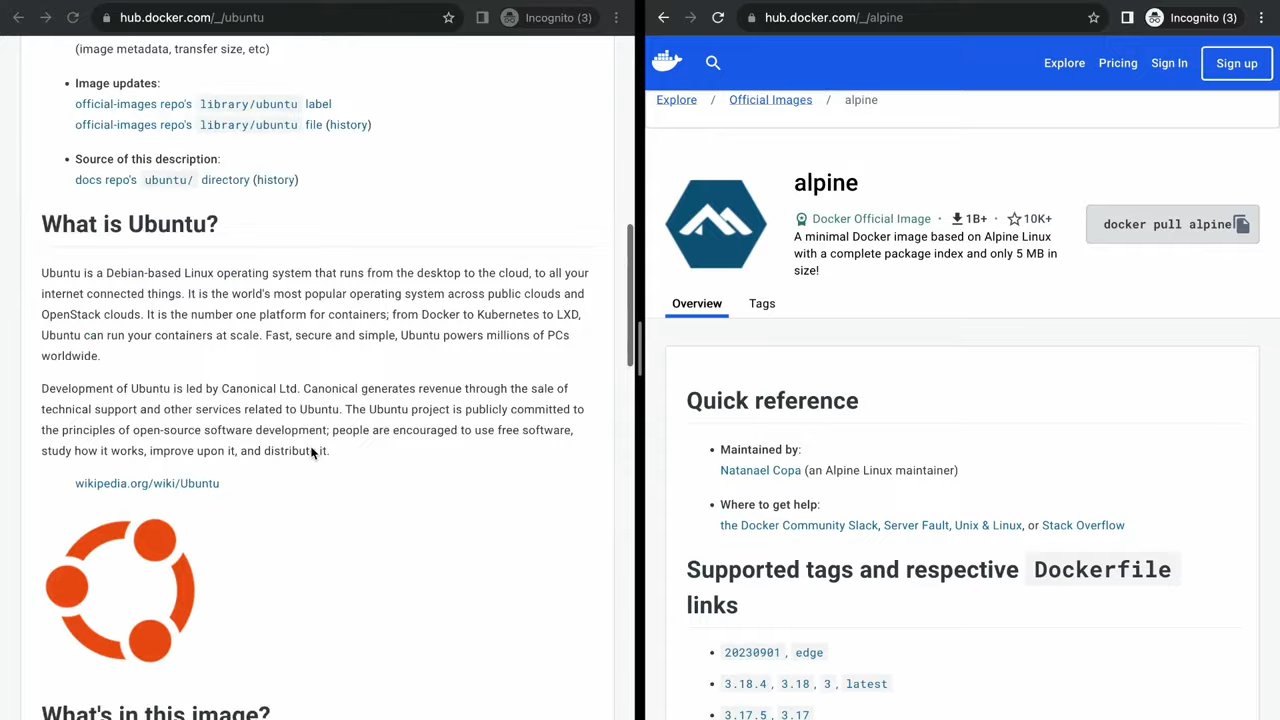 hub.docker.com/_/ubuntu
Incognito (3)
(image metadata, transfer size, etc)
• Image updates:
official-images repo's library/ubuntu label
official-images repo's library/ubuntu file (history)
• Source of this description:
docs repo's ubuntu/ directory (history)
What is Ubuntu?
Ubuntu is a Debian-based Linux operating system that runs from the desktop to the cloud, to all your
internet connected things. It is the world's most popular operating system across public clouds and
OpenStack clouds. It is the number one platform for containers; from Docker to Kubernetes to LXD,
Ubuntu can run your containers at scale. Fast, secure and simple, Ubuntu powers millions of PCs
worldwide.
Development of Ubuntu is led by Canonical Ltd. Canonical generates revenue through the sale of
technical support and other services related to Ubuntu. The Ubuntu project is publicly committed to
the principles of open-source software development; people are encouraged to use free software,
study how it works, improve upon it, and distribute it.
wikipedia.org/wiki/Ubuntu
What's in this image?
hub.docker.com/_/alpine
Incognito (3)
Explore Pricing Sign In Sign up
Explore / Official Images / alpine
alpine
Docker Official Image • 1B+ • 10K+
A minimal Docker image based on Alpine Linux
with a complete package index and only 5 MB in
size!
docker pull alpine
Overview Tags
Quick reference
• Maintained by:
Natanael Copa (an Alpine Linux maintainer)
• Where to get help:
the Docker Community Slack, Server Fault, Unix & Linux, or Stack Overflow
Supported tags and respective Dockerfile
links
• 20230901, edge
• 3.18.4, 3.18, 3, latest
• 3.17.5, 3.17